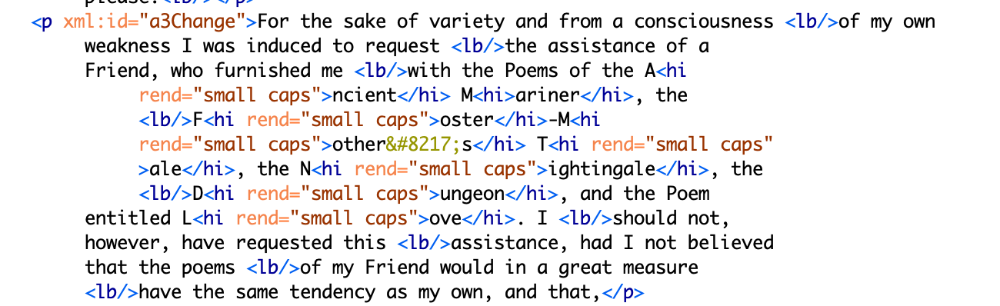 please.<lb/></p>
<p xml:id="a3Change">For the sake of variety and from a consciousness <lb/>of my own
weakness I was induced to request <lb/>the assistance of a
Friend, who furnished me <lb/>with the Poems of the A<hi
rend="small caps">ncient</hi> M<hi>ariner</hi>, the
<lb/>F<hi rend="small caps">oster</hi>-M<hi
rend="small caps">other&#8217;s</hi> T<hi rend="small caps"
>ale</hi>, the N<hi rend="small caps">ightingale</hi>, the
<lb/>D<hi rend="small caps">ungeon</hi>, and the Poem
entitled L<hi rend="small caps">ove</hi>. I <lb/>should not,
however, have requested this <lb/>assistance, had I not believed
that the poems <lb/>of my Friend would in a great measure
<lb/>have the same tendency as my own, and that,</p>